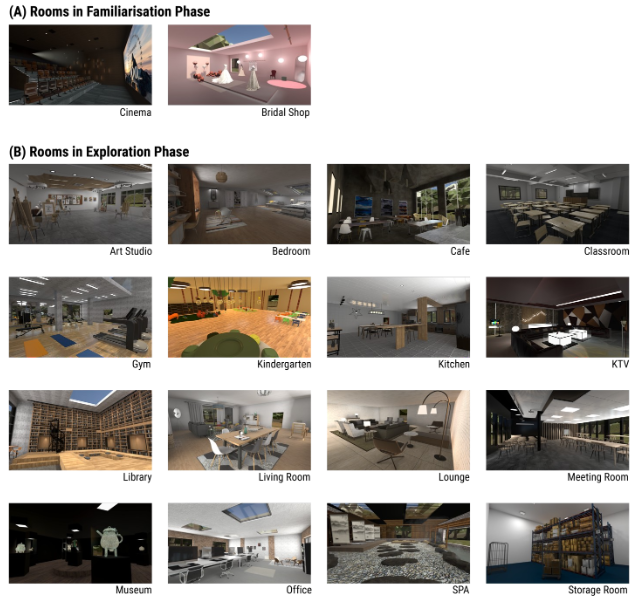 (A) Rooms in Familiarisation Phase
Cinema
Bridal Shop
(B) Rooms in Exploration Phase
Art Studio
Bedroom
Cafe
Classroom
Gym
Kindergarten
Kitchen
KTV
Library
Living Room
Lounge
Meeting Room
Museum
Office
SPA
Storage Room